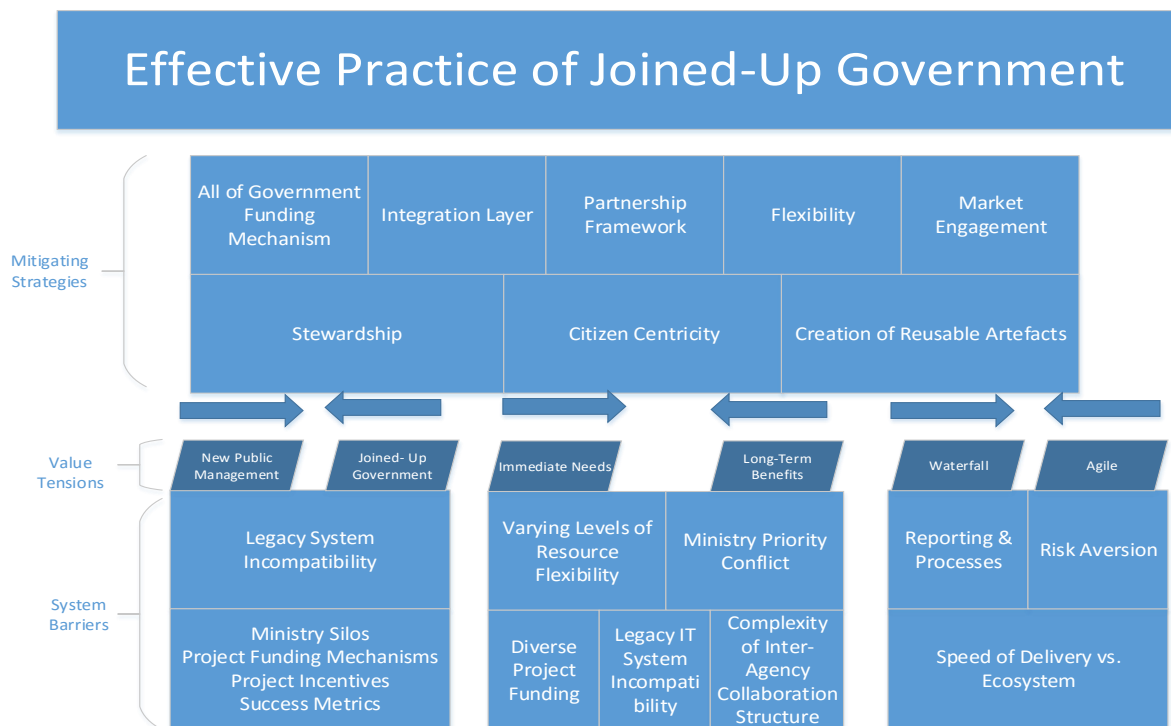 Effective Practice of Joined-Up Government
Mitigating
Strategies
All of Government
Funding
Mechanism
Integration Layer
Partnership
Framework
Flexibility
Market
Engagement
Stewardship
Citizen Centricity
Creation of Reusable Artefacts
Value
Tensions
New Public
Management
Joined- Up
Government
Immediate Needs
Long-Term
Benefits
Waterfall
Agile
System
Barriers
Legacy System
Incompatibility
Ministry Silos
Project Funding Mechanisms
Project Incentives
Success Metrics
Varying Levels of
Resource
Flexibility
Ministry Priority
Conflict
Diverse
Project
Funding
Legacy IT
System
Incompati
bility
Complexity
of Inter-
Agency
Collaboration
Structure
Reporting &
Processes
Risk Aversion
Speed of Delivery vs.
Ecosystem